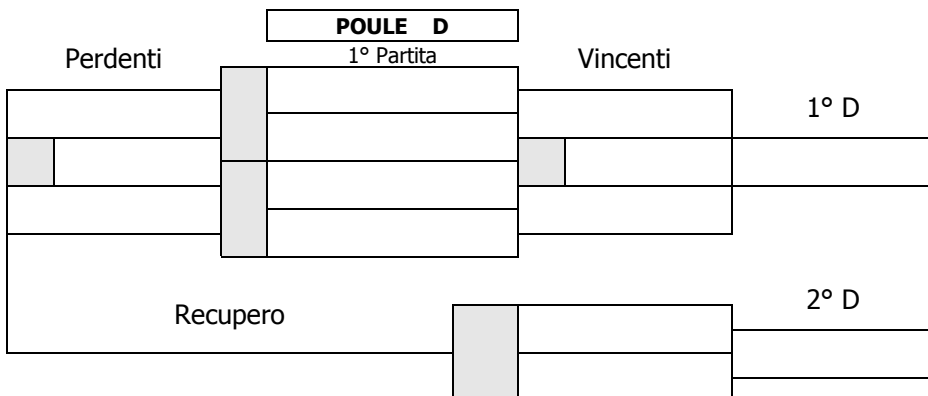 POULE D
1° Partita
Perdenti
Vincenti
1° D
2° D
Recupero